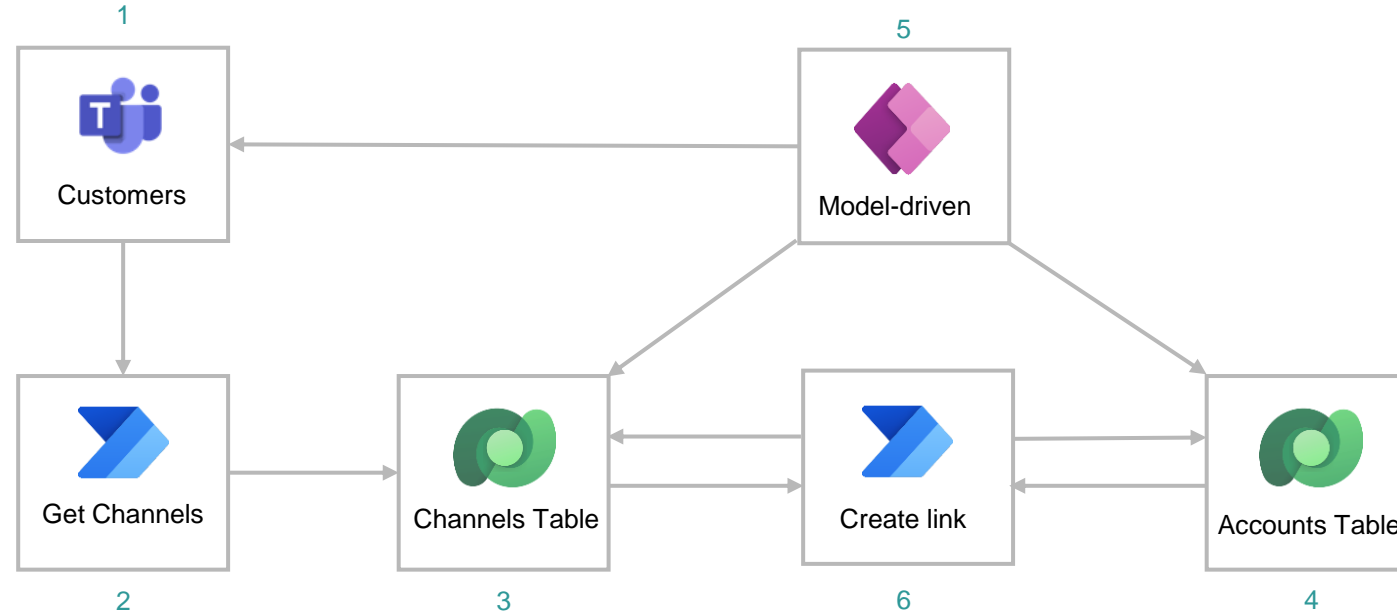 1
5
T
Customers
Model-driven
Get Channels
Channels Table
Create link
Accounts Table
2
3
6
4